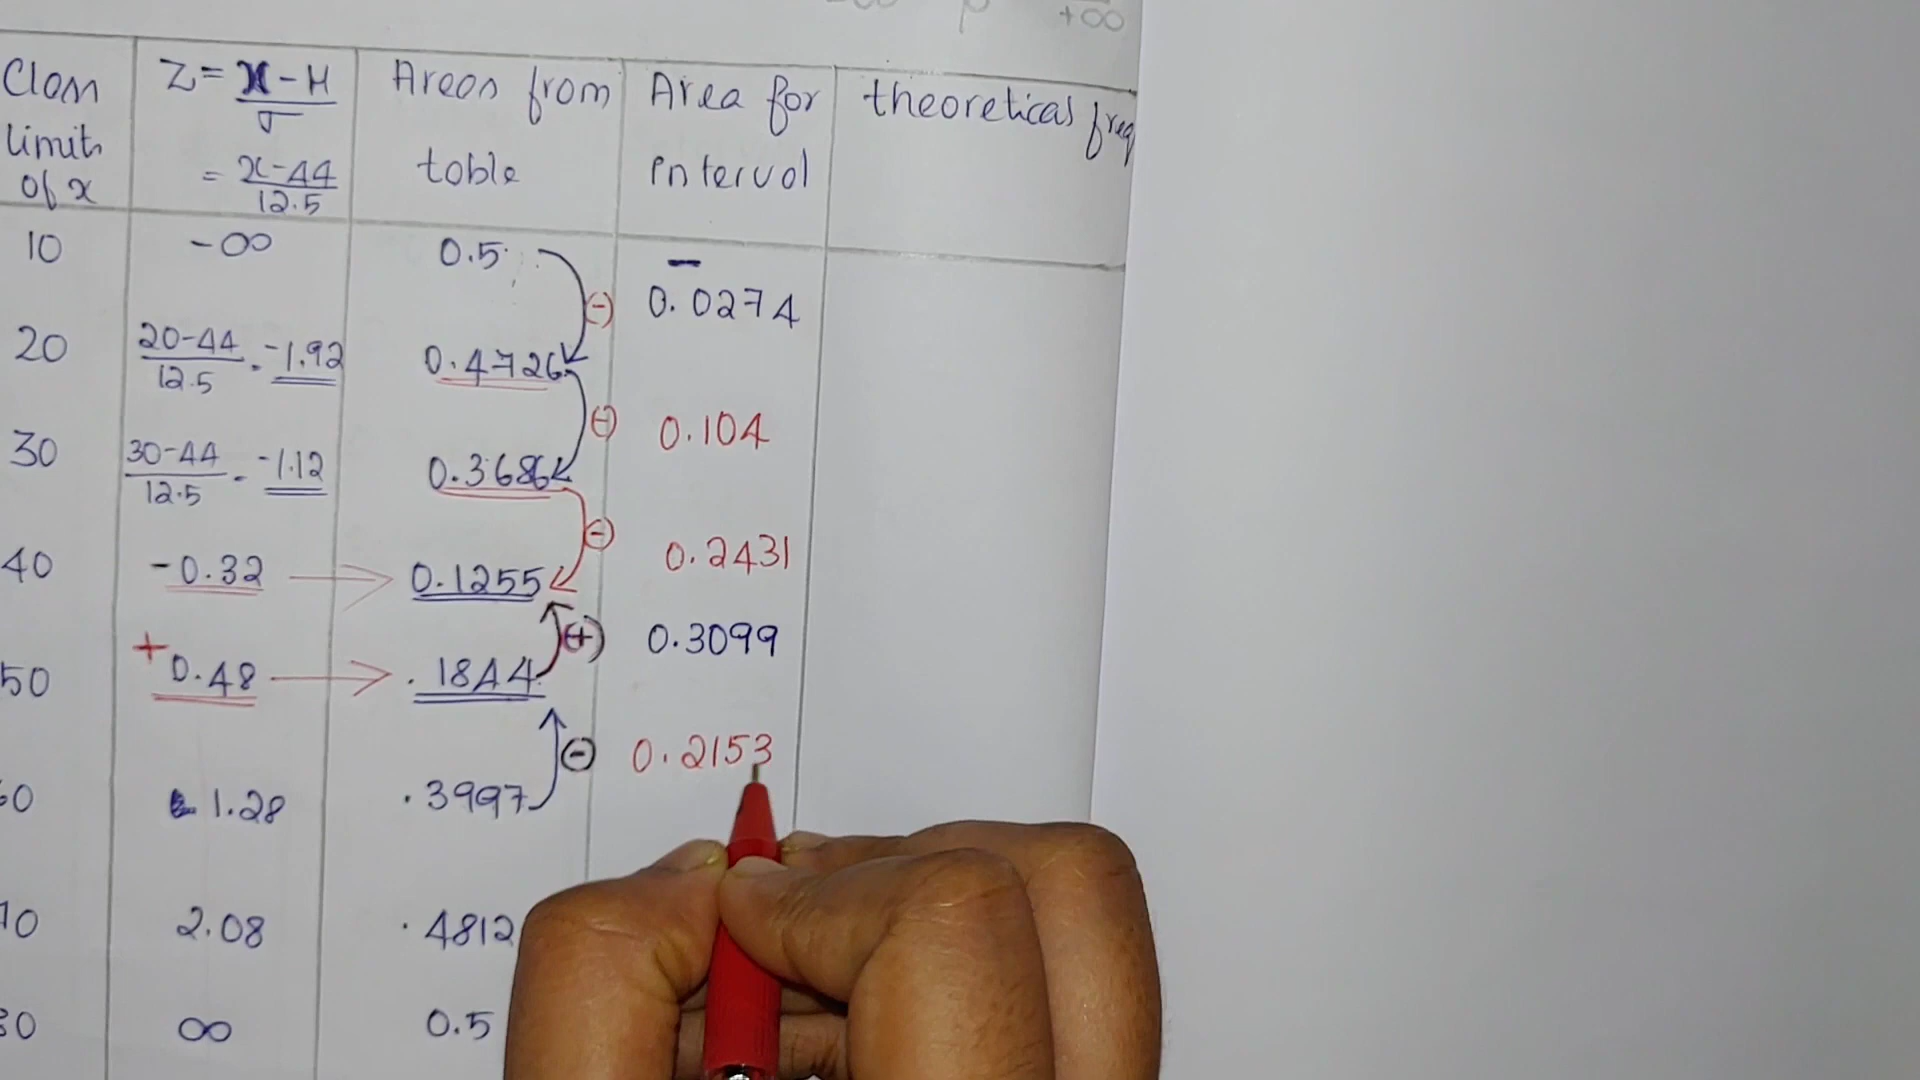 +∞
Class limits of x | Z = x - μ / σ = x-44 / 12.5 | Areas from table | Area for interval | theoretical freq
10 | -∞ | 0.5 | -
(-) 0.0274
20 | 20-44 / 12.5 = -1.92 | 0.4726
(-) 0.104
30 | 30-44 / 12.5 = -1.12 | 0.3686
(-) 0.2431
40 | -0.32 | 0.1255
(+) 0.3099
50 | +0.48 | .1844
(-) 0.2153
60 | 1.28 | .3997
70 | 2.08 | .4812
80 | ∞ | 0.5